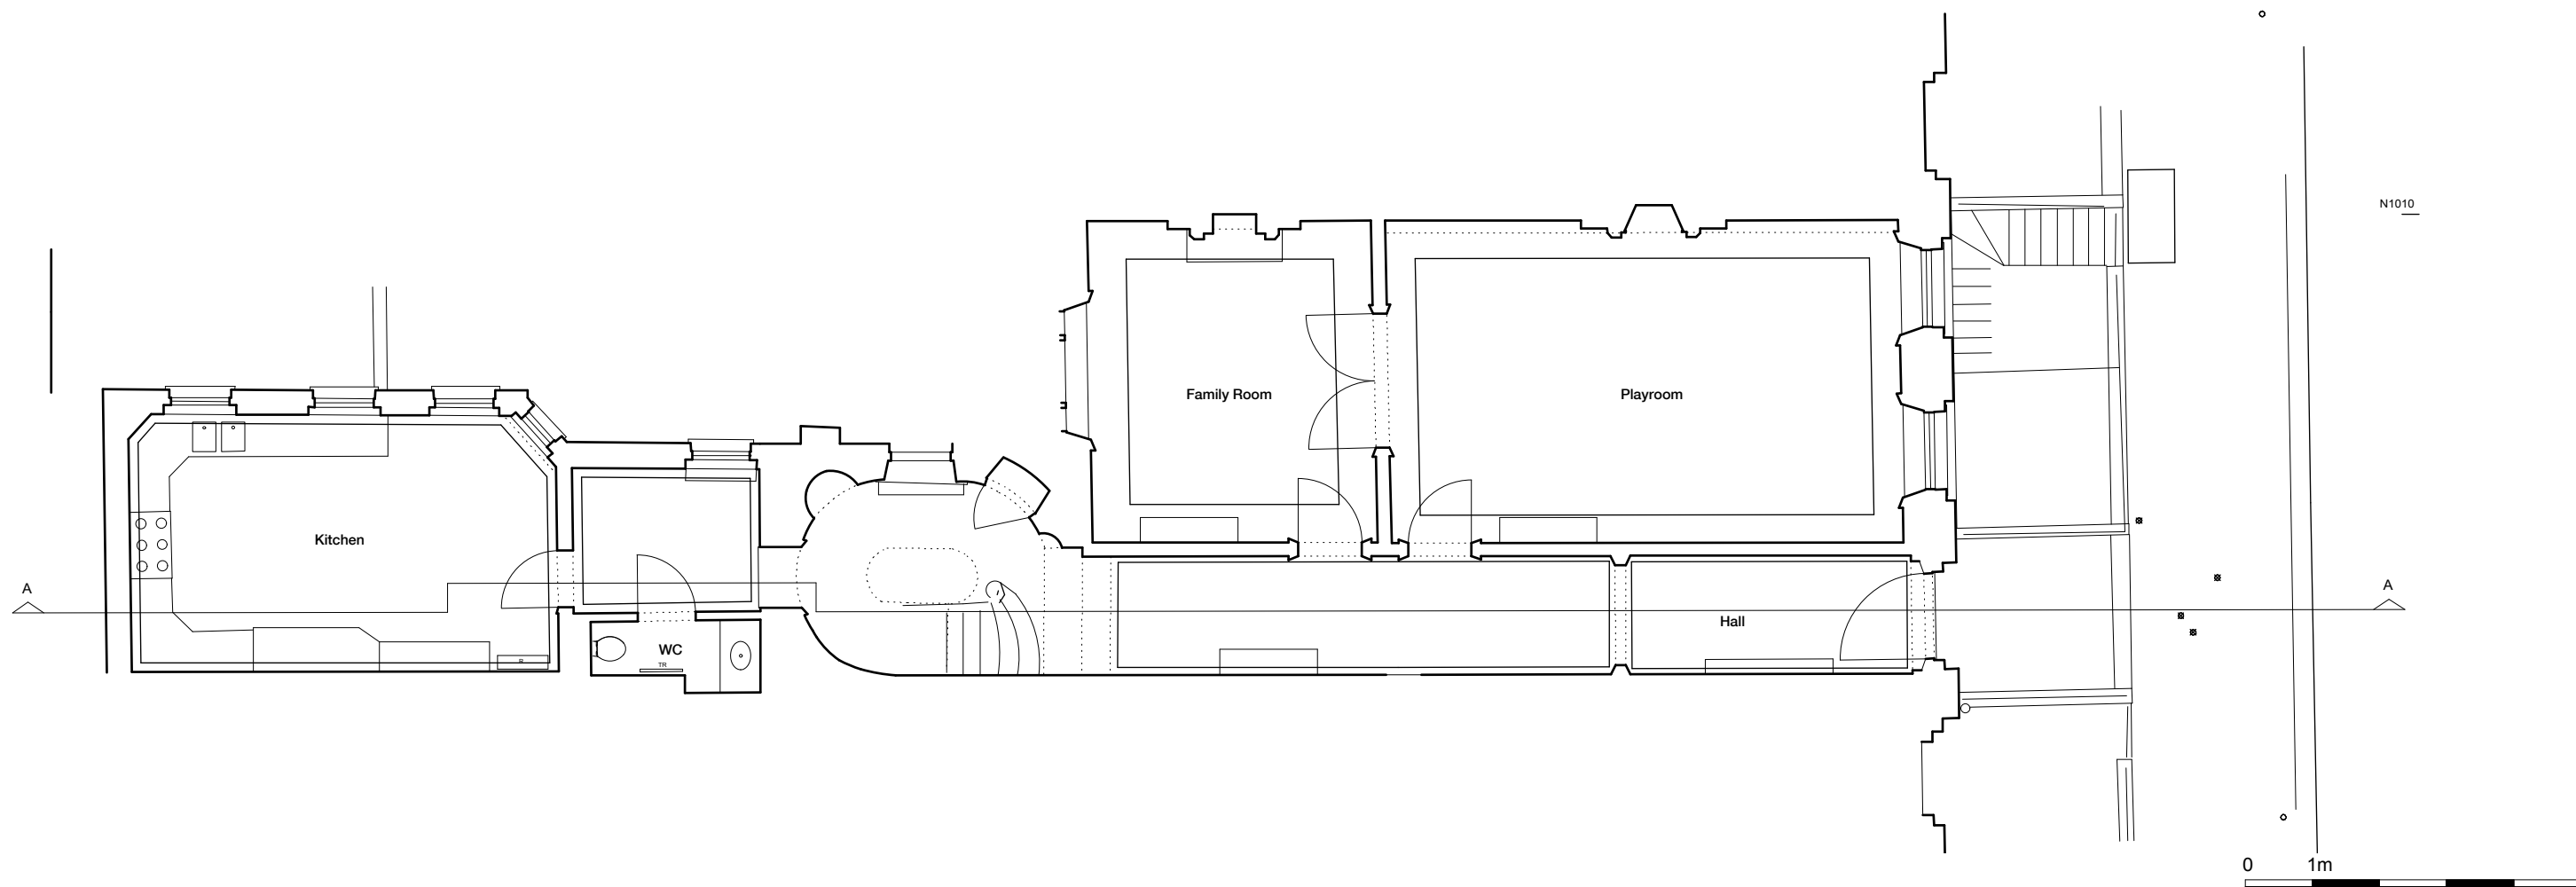 N1010
Family Room
Playroom
Kitchen
A
A
Hall
WC
TR
0 1m